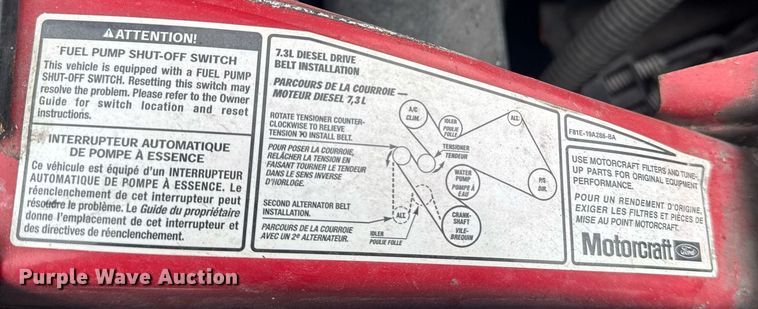 ⚠ATTENTION!
FUEL PUMP SHUT-OFF SWITCH
This vehicle is equipped with a FUEL PUMP
SHUT-OFF SWITCH. Resetting this switch may
resolve the problem. Please refer to the Owner
Guide for switch location and reset
instructions.
INTERRUPTEUR AUTOMATIQUE
DE POMPE À ESSENCE
Ce véhicule est équipé d'un INTERRUPTEUR
AUTOMATIQUE DE POMPE À ESSENCE. Le
réenclenchement de cet interrupteur peut
résoudre le problème. Le Guide du propriétaire
donne l'emplacement de cet interrupteur et
des directives de réenclenchement.
7.3L DIESEL DRIVE
BELT INSTALLATION
PARCOURS DE LA COURROIE —
MOTEUR DIESEL 7,3 L
ROTATE TENSIONER COUNTER-
CLOCKWISE TO RELIEVE
TENSION TO INSTALL BELT.
POUR POSER LA COURROIE,
RELÂCHER LA TENSION EN
FAISANT TOURNER LE TENDEUR
DANS LE SENS INVERSE
D'HORLOGE.
SECOND ALTERNATOR BELT
INSTALLATION.
PARCOURS DE LA COURROIE
AVEC UN 2e ALTERNATEUR.
A/C
CLIM.
IDLER
POULIE
FOLLE
ALT.
TENSIONER
TENDEUR
WATER
PUMP
POMPE À
EAU
P/S
DIR.
ALT.
IDLER
POULIE FOLLE
CRANK-
SHAFT
VILE-
BREQUIN
F81E-19A286-BA
USE MOTORCRAFT FILTERS AND TUNE-
UP PARTS FOR ORIGINAL EQUIPMENT
PERFORMANCE.
POUR UN RENDEMENT D'ORIGINE,
EXIGER LES FILTRES ET PIÈCES DE
MISE AU POINT MOTORCRAFT.
Motorcraft Ford
Purple Wave Auction